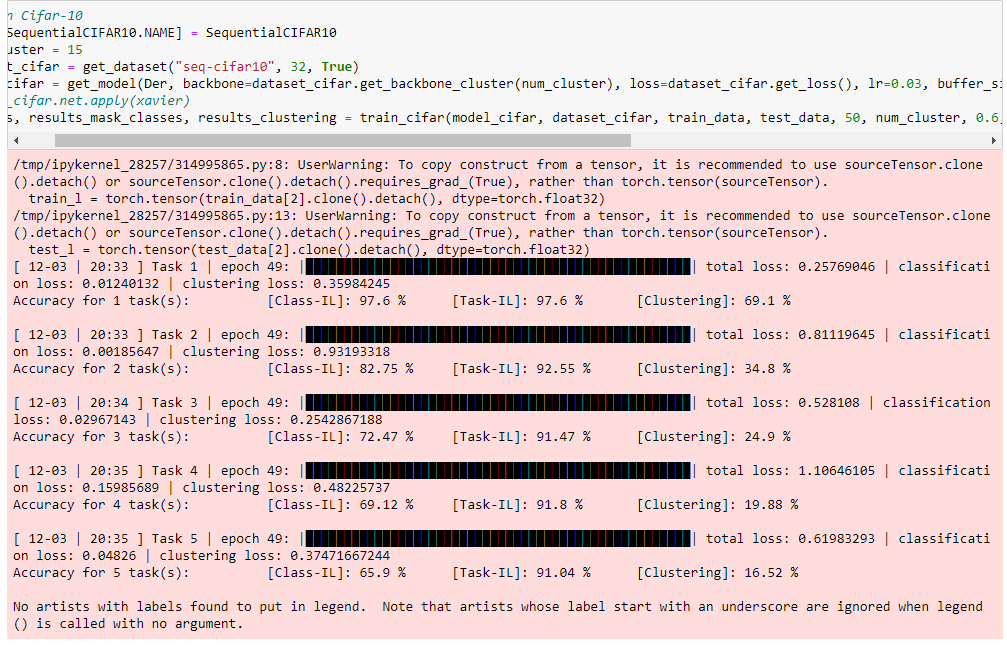 n Cifar-10
SequentialCIFAR10.NAME] = SequentialCIFAR10
uster = 15
t_cifar = get_dataset("seq-cifar10", 32, True)
cifar = get_model(Der, backbone=dataset_cifar.get_backbone_cluster(num_cluster), loss=dataset_cifar.get_loss(), lr=0.03, buffer_si
_cifar.net.apply(xavier)
s, results_mask_classes, results_clustering = train_cifar(model_cifar, dataset_cifar, train_data, test_data, 50, num_cluster, 0.6,
/tmp/ipykernel_28257/314995865.py:8: UserWarning: To copy construct from a tensor, it is recommended to use sourceTensor.clone
().detach() or sourceTensor.clone().detach().requires_grad_(True), rather than torch.tensor(sourceTensor).
train_l = torch.tensor(train_data[2].clone().detach(), dtype=torch.float32)
/tmp/ipykernel_28257/314995865.py:13: UserWarning: To copy construct from a tensor, it is recommended to use sourceTensor.clone
().detach() or sourceTensor.clone().detach().requires_grad_(True), rather than torch.tensor(sourceTensor).
test_l = torch.tensor(test_data[2].clone().detach(), dtype=torch.float32)
[ 12-03 | 20:33 ] Task 1 | epoch 49: || total loss: 0.25769046 | classificati
on loss: 0.01240132 | clustering loss: 0.35984245
Accuracy for 1 task(s): [Class-IL]: 97.6 % [Task-IL]: 97.6 % [Clustering]: 69.1 %
[ 12-03 | 20:33 ] Task 2 | epoch 49: || total loss: 0.81119645 | classificati
on loss: 0.00185647 | clustering loss: 0.93193318
Accuracy for 2 task(s): [Class-IL]: 82.75 % [Task-IL]: 92.55 % [Clustering]: 34.8 %
[ 12-03 | 20:34 ] Task 3 | epoch 49: || total loss: 0.528108 | classification
loss: 0.02967143 | clustering loss: 0.2542867188
Accuracy for 3 task(s): [Class-IL]: 72.47 % [Task-IL]: 91.47 % [Clustering]: 24.9 %
[ 12-03 | 20:35 ] Task 4 | epoch 49: || total loss: 1.10646105 | classificati
on loss: 0.15985689 | clustering loss: 0.48225737
Accuracy for 4 task(s): [Class-IL]: 69.12 % [Task-IL]: 91.8 % [Clustering]: 19.88 %
[ 12-03 | 20:35 ] Task 5 | epoch 49: || total loss: 0.61983293 | classificati
on loss: 0.04826 | clustering loss: 0.37471667244
Accuracy for 5 task(s): [Class-IL]: 65.9 % [Task-IL]: 91.04 % [Clustering]: 16.52 %
No artists with labels found to put in legend.  Note that artists whose label start with an underscore are ignored when legend
() is called with no argument.